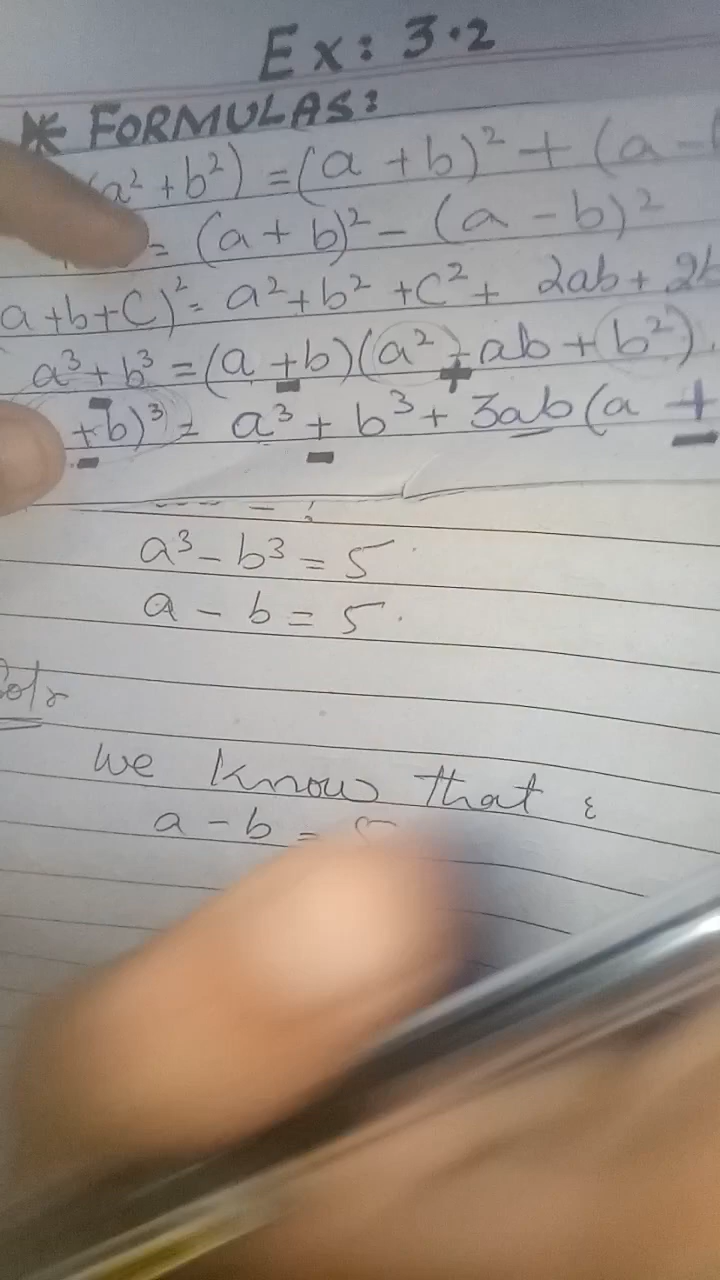 Ex: 3.2
* FORMULAS:
(a² + b²) = (a + b)² + (a -
= (a + b)² - (a - b)²
a + b + c)² = a² + b² + c² + 2ab + 2b
a³ ± b³ = (a ± b)(a² ∓ ab + b²).
± b)³ = a³ ± b³ + 3ab (a ±
a³ - b³ = 5
a - b = 5.
Sol:
we know that :
a - b =